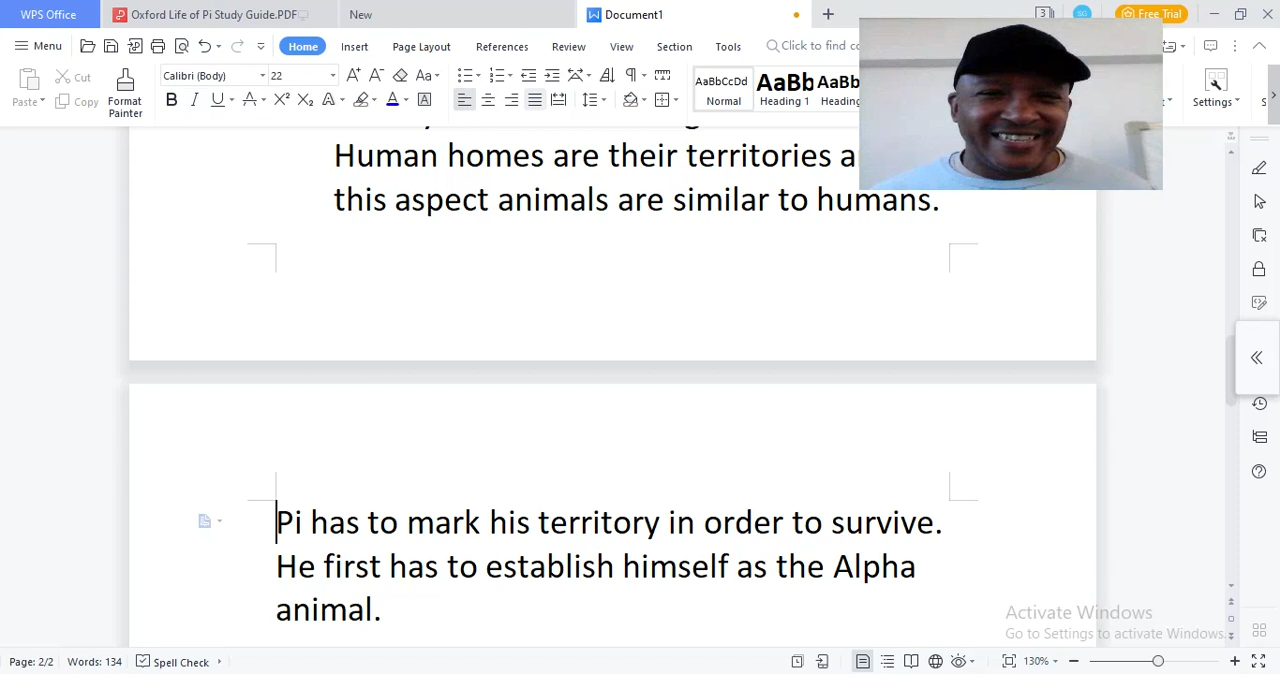 WPS Office
Oxford Life of Pi Study Guide.PDF
New
Document1
3
SG
Free Trial
Menu
Home
Insert
Page Layout
References
Review
View
Section
Tools
Click to find
Paste
Cut
Copy
Format
Painter
Calibri (Body)
22
AaBbCcDd
Normal
AaBb
Heading 1
AaBb
Heading
Settings
Human homes are their territories
this aspect animals are similar to humans.
Pi has to mark his territory in order to survive.
He first has to establish himself as the Alpha
animal.
Activate Windows
Go to Settings to activate Windows.
Page: 2/2
Words: 134
Spell Check
130%